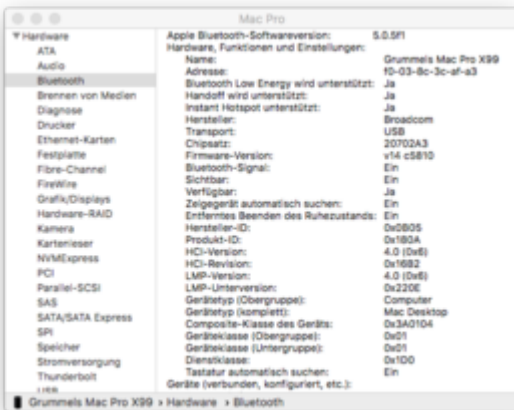 Mac Pro
Hardware
ATA
Audio
Bluetooth
Brennen von Medien
Diagnose
Drucker
Ethernet-Karten
Festplatte
Fibre-Channel
FireWire
Grafik/Displays
Hardware-RAID
Kamera
Kartenleser
NVMExpress
PCI
Parallel-SCSI
SAS
SATA/SATA Express
SPI
Speicher
Stromversorgung
Thunderbolt
USB
Apple Bluetooth-Softwareversion: 5.0.5f1
Hardware, Funktionen und Einstellungen:
Name: Grummels Mac Pro X99
Adresse: f0-03-8c-3c-af-a3
Bluetooth Low Energy wird unterstützt: Ja
Handoff wird unterstützt: Ja
Instant Hotspot unterstützt: Ja
Hersteller: Broadcom
Transport: USB
Chipsatz: 20702A3
Firmware-Version: v14 c5810
Bluetooth-Signal: Ein
Sichtbar: Ein
Verfügbar: Ja
Zeigegerät automatisch suchen: Ein
Entferntes Beenden des Ruhezustands: Ein
Hersteller-ID: 0x0B05
Produkt-ID: 0x180A
HCI-Version: 4.0 (0x6)
HCI-Revision: 0x16B2
LMP-Version: 4.0 (0x6)
LMP-Unterversion: 0x220E
Gerätetyp (Obergruppe): Computer
Gerätetyp (komplett): Mac Desktop
Composite-Klasse des Geräts: 0x3A0104
Geräteklasse (Obergruppe): 0x01
Geräteklasse (Untergruppe): 0x01
Dienstklasse: 0x1D0
Tastatur automatisch suchen: Ein
Geräte (verbunden, konfiguriert, etc.):
Grummels Mac Pro X99 › Hardware › Bluetooth